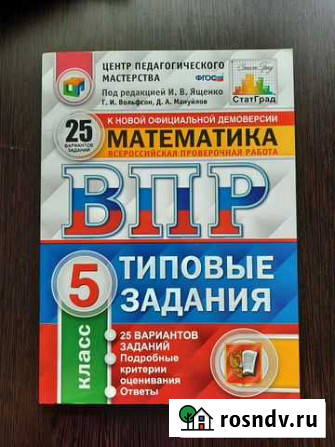 ЦЕНТР ПЕДАГОГИЧЕСКОГО
МАСТЕРСТВА
ФГОС
Под редакцией И. В. Ященко
Г. И. Вольфсон, Д. А. Мануйлов
СтатГрад
25
ВАРИАНТОВ
ЗАДАНИЙ
К НОВОЙ ОФИЦИАЛЬНОЙ ДЕМОВЕРСИИ
МАТЕМАТИКА
ВСЕРОССИЙСКАЯ ПРОВЕРОЧНАЯ РАБОТА
ВПР
5
класс
ТИПОВЫЕ
ЗАДАНИЯ
25 ВАРИАНТОВ
ЗАДАНИЙ
Подробные
критерии
оценивания
Ответы
rosndv.ru